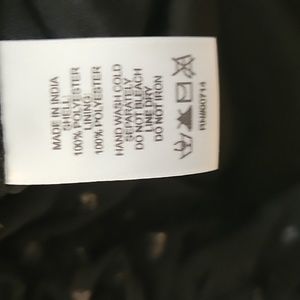 MADE IN INDIA
SHELL:
100% POLYESTER
LINING:
100% POLYESTER
HAND WASH COLD
SEPARATELY
DO NOT BLEACH
LINE DRY
DO NOT IRON